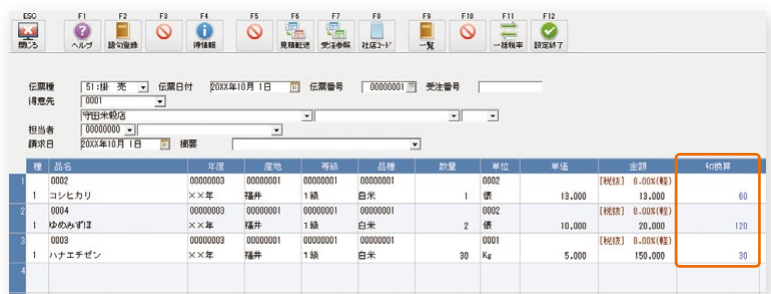 ESC F1 F2 F3 F4 F5 F6 F7 F8 F9 F10 F11 F12
閉じる ヘルプ 語句登録 得情報 見積転送 受注参照 社店コード 一覧 一括税率 設定終了
伝票種 51:掛 売 伝票日付 20XX年10月 1日 伝票番号 00000001 受注番号
得意先 0001
守田米穀店
担当者 00000000
請求日 20XX年10月 1日 摘要
種 品名 年度 産地 等級 品種 数量 単位 単価 金額 ㌔換算
1 0002 00000003 00000001 00000001 00000001 0002 [税抜] 8.00%(軽)
1 コシヒカリ ××年 福井 1級 白米 1 俵 13,000 13,000 60
2 0004 00000003 00000001 00000001 00000001 0002 [税抜] 8.00%(軽)
1 ゆめみずほ ××年 福井 1級 白米 2 俵 10,000 20,000 120
3 0003 00000003 00000001 00000001 00000001 0001 [税抜] 8.00%(軽)
1 ハナエチゼン ××年 福井 1級 白米 30 Kg 5,000 150,000 30
4